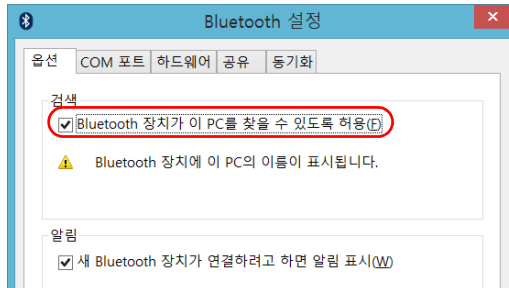 Bluetooth 설정
옵션 COM 포트 하드웨어 공유 동기화
검색
Bluetooth 장치가 이 PC를 찾을 수 있도록 허용(F)
Bluetooth 장치에 이 PC의 이름이 표시됩니다.
알림
새 Bluetooth 장치가 연결하려고 하면 알림 표시(W)